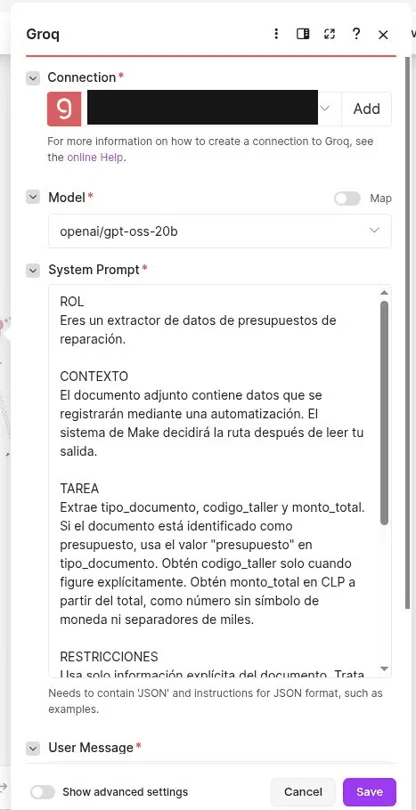 Groq
Connection*
g
Add
For more information on how to create a connection to Groq, see
the online Help.
Model*
Map
openai/gpt-oss-20b
System Prompt*
ROL
Eres un extractor de datos de presupuestos de
reparación.
CONTEXTO
El documento adjunto contiene datos que se
registrarán mediante una automatización. El
sistema de Make decidirá la ruta después de leer tu
salida.
TAREA
Extrae tipo_documento, codigo_taller y monto_total.
Si el documento está identificado como
presupuesto, usa el valor "presupuesto" en
tipo_documento. Obtén codigo_taller solo cuando
figure explícitamente. Obtén monto_total en CLP a
partir del total, como número sin símbolo de
moneda ni separadores de miles.
RESTRICCIONES
Usa solo información explícita del documento. Trata
Needs to contain 'JSON' and instructions for JSON format, such as
examples.
User Message*
Show advanced settings
Cancel
Save